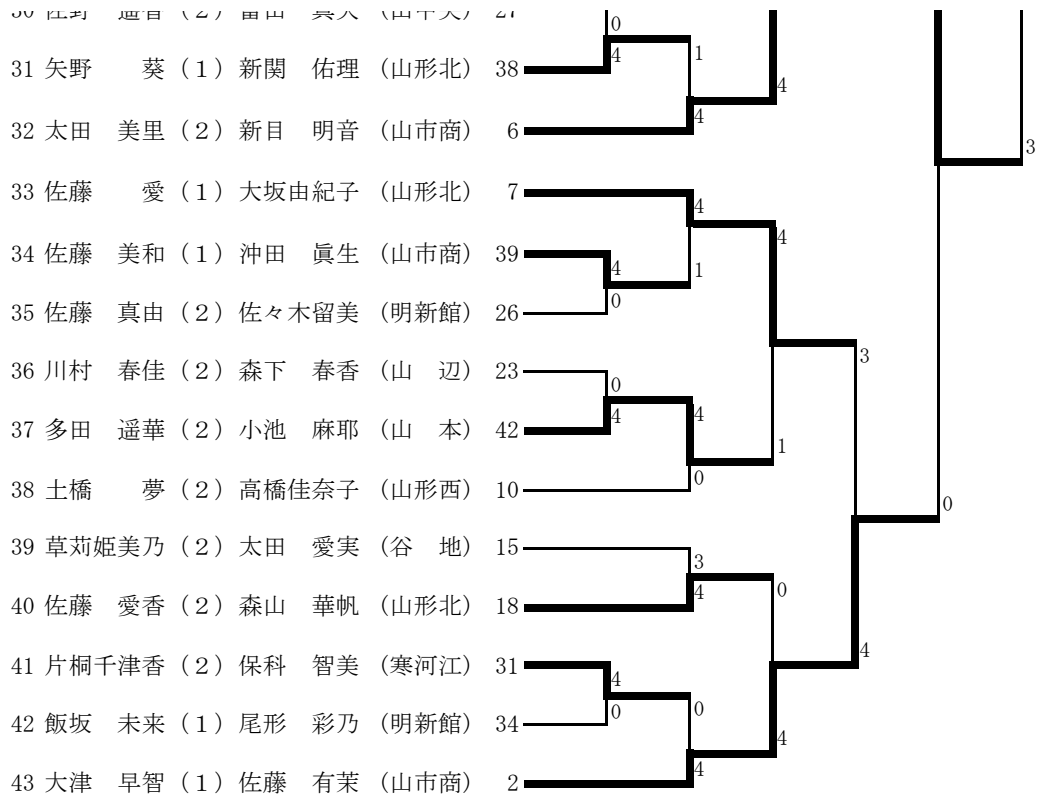 31 矢野　　葵（1）新関　佑理（山形北）38
32 太田　美里（2）新目　明音（山市商）6
33 佐藤　　愛（1）大坂由紀子（山形北）7
34 佐藤　美和（1）沖田　眞生（山市商）39
35 佐藤　真由（2）佐々木留美（明新館）26
36 川村　春佳（2）森下　春香（山　辺）23
37 多田　遥華（2）小池　麻耶（山　本）42
38 土橋　　夢（2）高橋佳奈子（山形西）10
39 草苅姫美乃（2）太田　愛実（谷　地）15
40 佐藤　愛香（2）森山　華帆（山形北）18
41 片桐千津香（2）保科　智美（寒河江）31
42 飯坂　未来（1）尾形　彩乃（明新館）34
43 大津　早智（1）佐藤　有茉（山市商）2
0
4
1
4
4
3
4
4
4
0
1
3
0
4
4
0
1
0
3
4
0
4
4
0
0
4
4